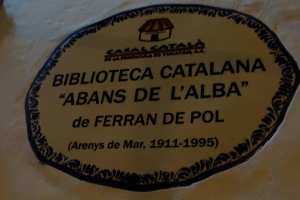 CASAL CATALÀ
BIBLIOTECA CATALANA
"ABANS DE L'ALBA"
de FERRAN DE POL
(Arenys de Mar, 1911-1995)